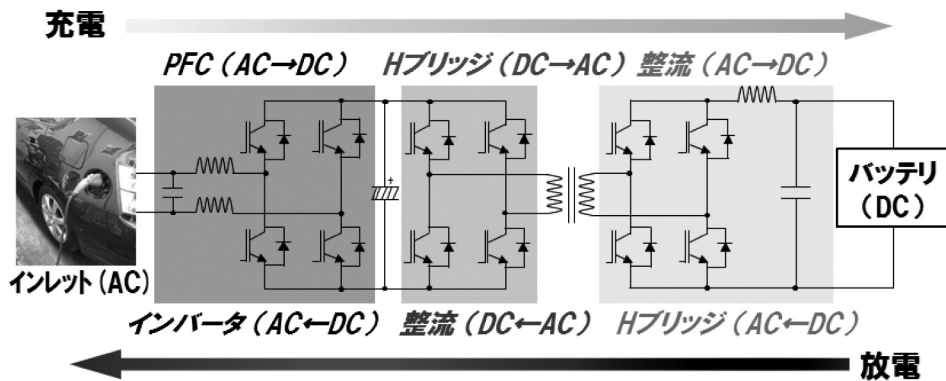 充電
PFC(AC→DC) Hブリッジ(DC→AC) 整流(AC→DC)
バッテリ
(DC)
インレット(AC)
インバータ(AC←DC) 整流(DC←AC) Hブリッジ(AC←DC)
放電